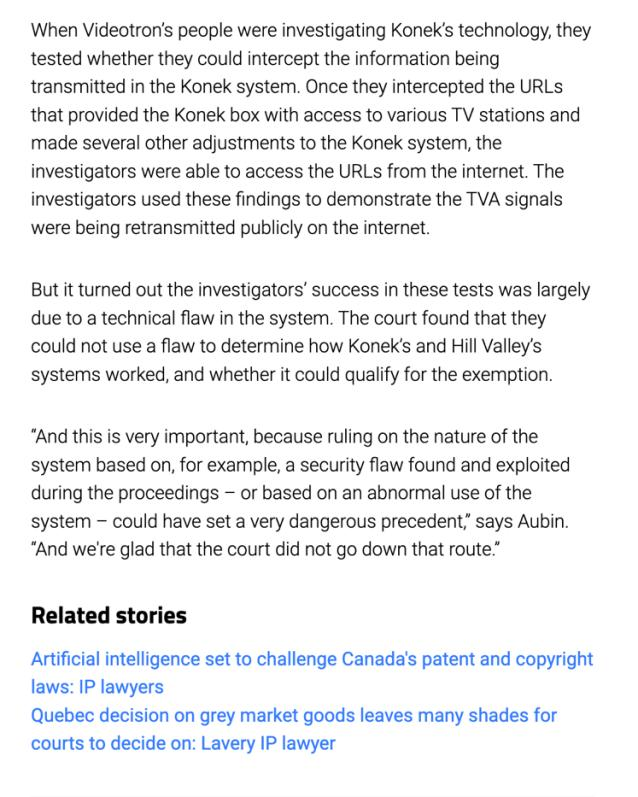 When Videotron’s people were investigating Konek’s technology, they
tested whether they could intercept the information being
transmitted in the Konek system. Once they intercepted the URLs
that provided the Konek box with access to various TV stations and
made several other adjustments to the Konek system, the
investigators were able to access the URLs from the internet. The
investigators used these findings to demonstrate the TVA signals
were being retransmitted publicly on the internet.
But it turned out the investigators’ success in these tests was largely
due to a technical flaw in the system. The court found that they
could not use a flaw to determine how Konek’s and Hill Valley’s
systems worked, and whether it could qualify for the exemption.
“And this is very important, because ruling on the nature of the
system based on, for example, a security flaw found and exploited
during the proceedings – or based on an abnormal use of the
system – could have set a very dangerous precedent,” says Aubin.
“And we're glad that the court did not go down that route.”
Related stories
Artificial intelligence set to challenge Canada's patent and copyright
laws: IP lawyers
Quebec decision on grey market goods leaves many shades for
courts to decide on: Lavery IP lawyer